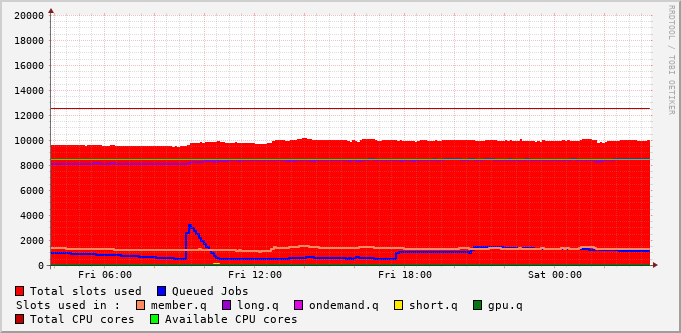 RRDTOOL / TOBI OETIKER
20000
18000
16000
14000
12000
10000
8000
6000
4000
2000
0
Fri 06:00 Fri 12:00 Fri 18:00 Sat 00:00
Total slots used Queued Jobs
Slots used in : member.q long.q ondemand.q short.q gpu.q
Total CPU cores Available CPU cores